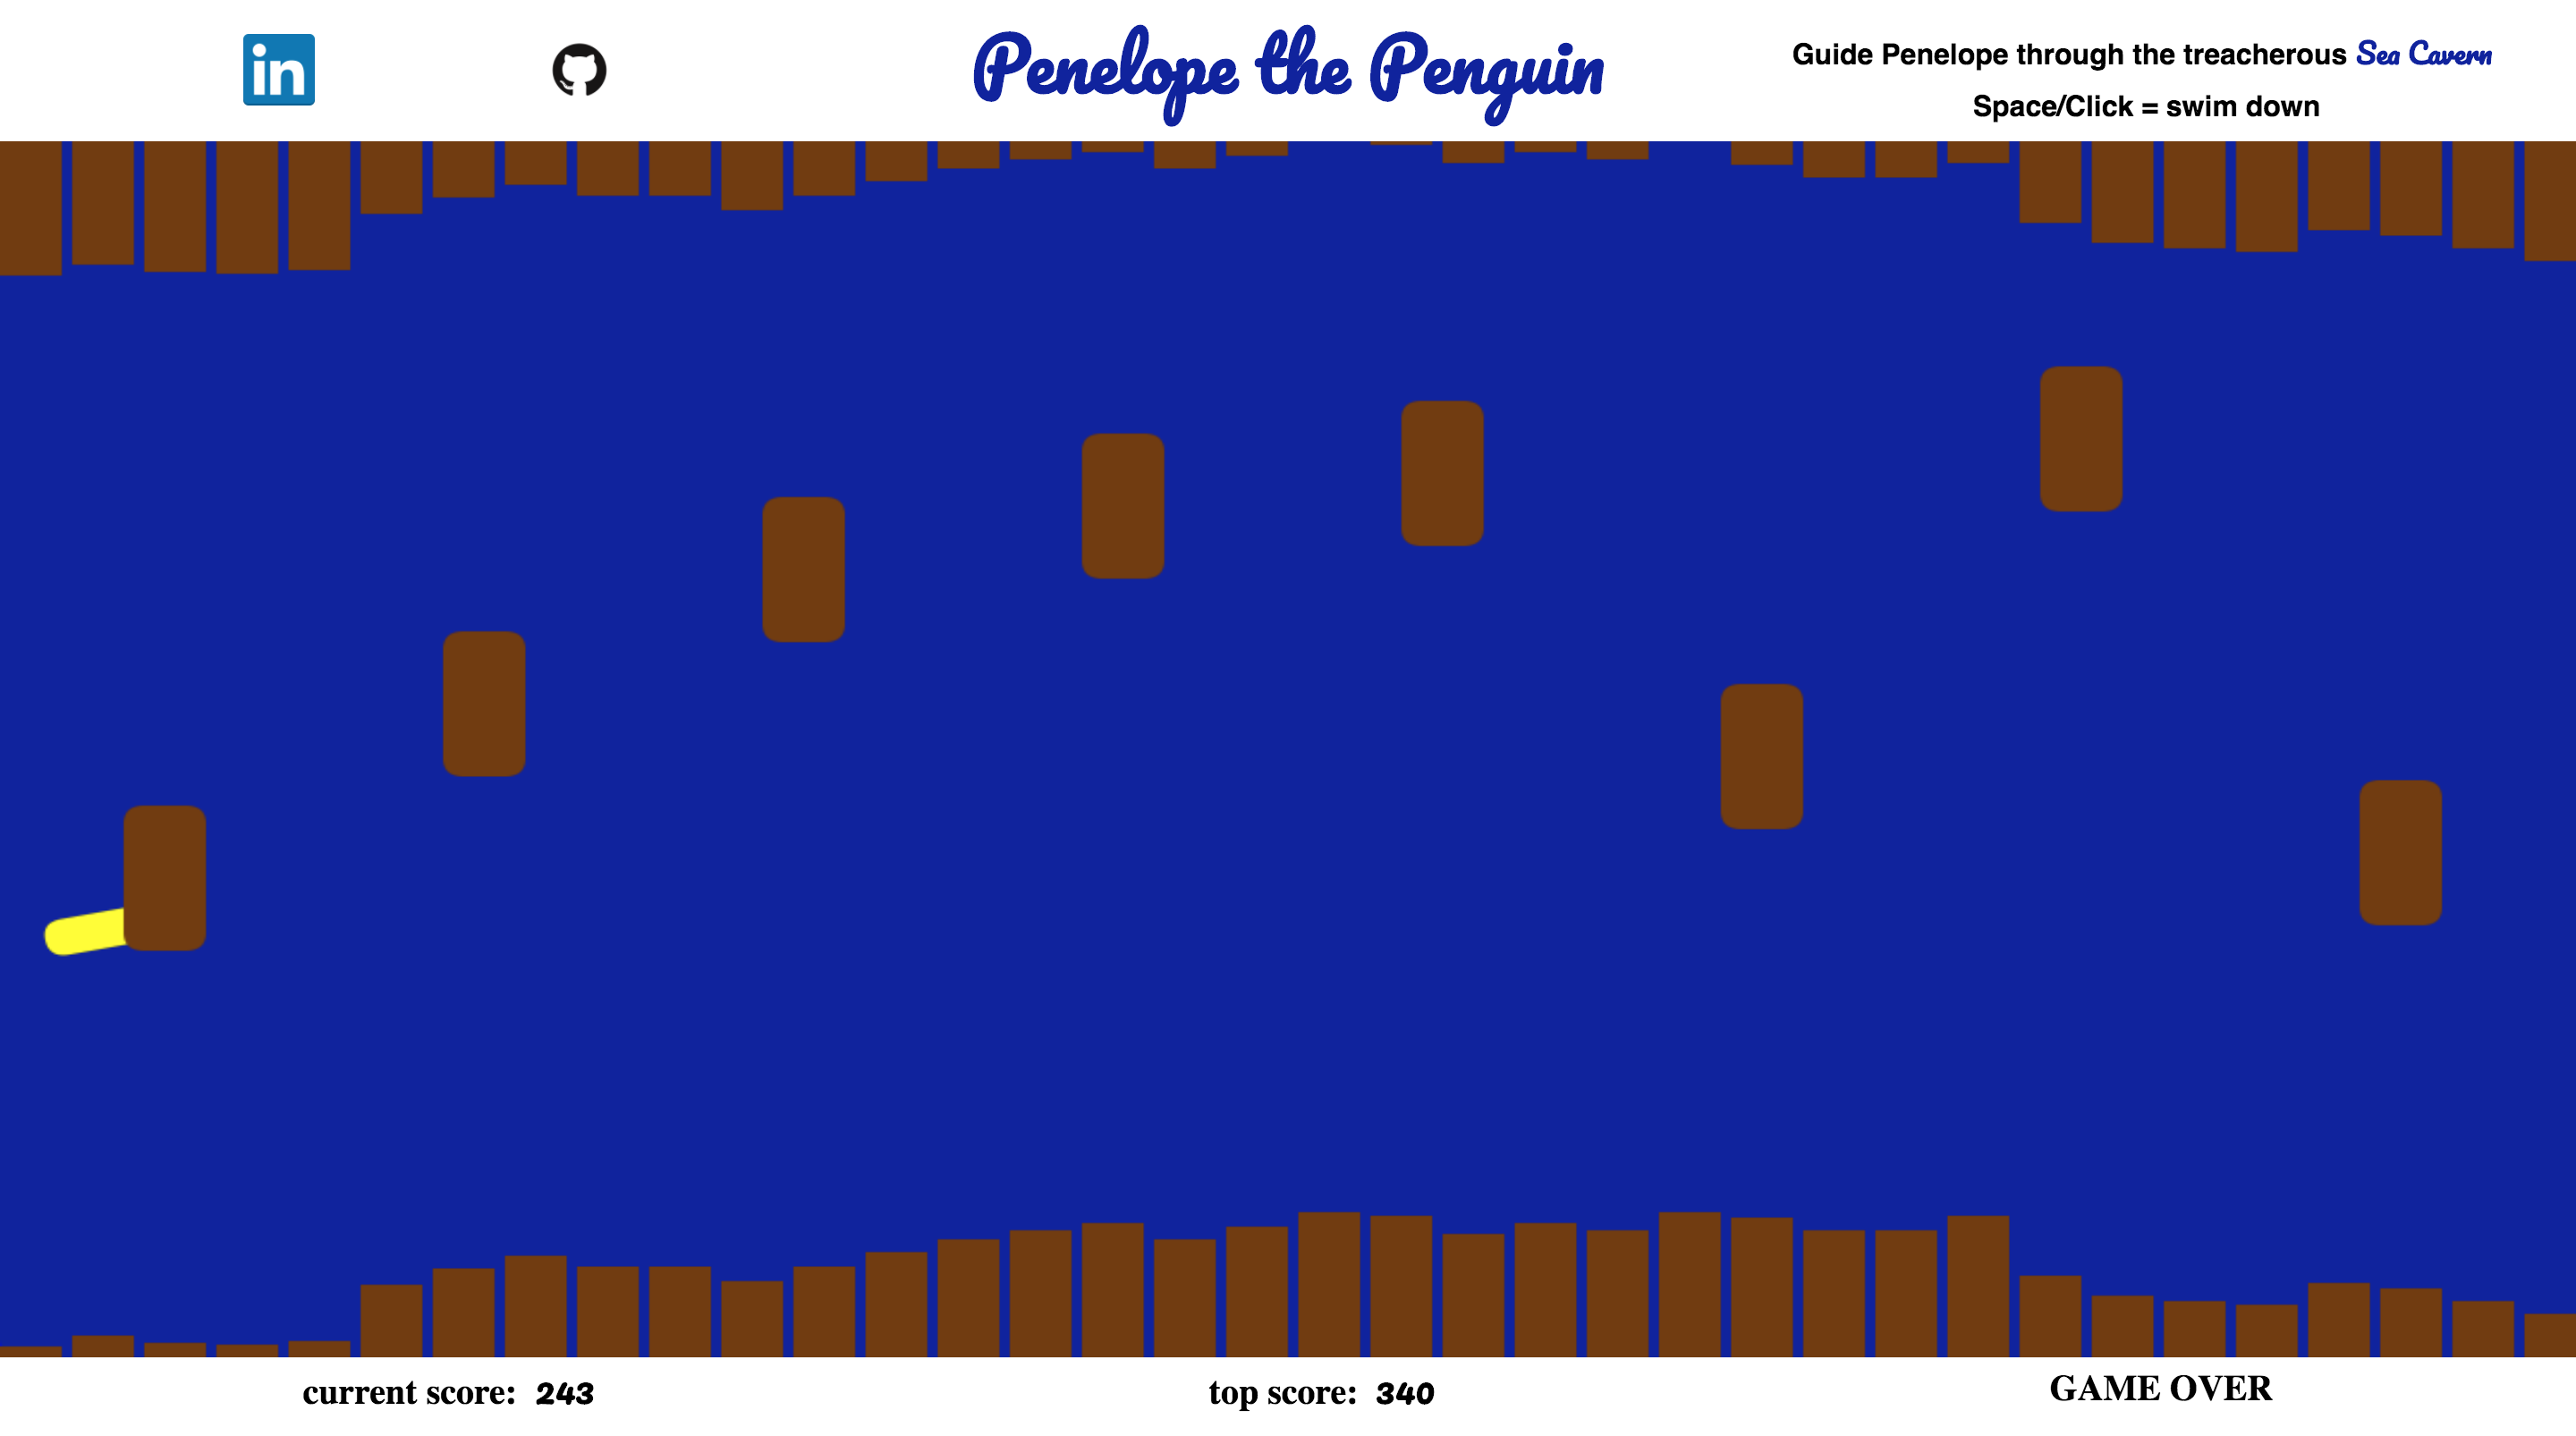 in
Penelope the Penguin
Guide Penelope through the treacherous Sea Cavern
Space/Click = swim down
current score: 243
top score: 340
GAME OVER